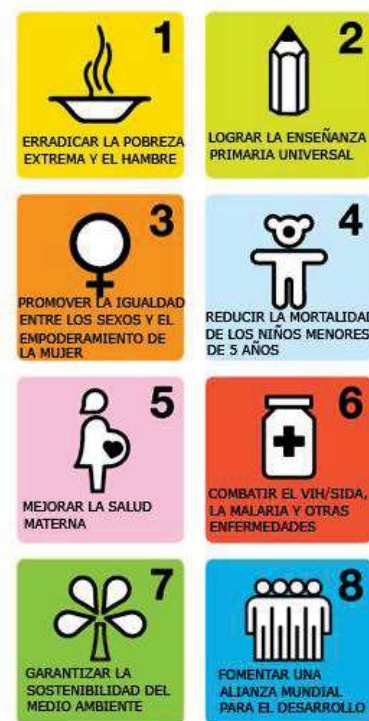 1
ERRADICAR LA POBREZA
EXTREMA Y EL HAMBRE
2
LOGRAR LA ENSEÑANZA
PRIMARIA UNIVERSAL
3
PROMOVER LA IGUALDAD
ENTRE LOS SEXOS Y EL
EMPODERAMIENTO DE
LA MUJER
4
REDUCIR LA MORTALIDAD
DE LOS NIÑOS MENORES
DE 5 AÑOS
5
MEJORAR LA SALUD
MATERNA
6
COMBATIR EL VIH/SIDA,
LA MALARIA Y OTRAS
ENFERMEDADES
7
GARANTIZAR LA
SOSTENIBILIDAD DEL
MEDIO AMBIENTE
8
FOMENTAR UNA
ALIANZA MUNDIAL
PARA EL DESARROLLO